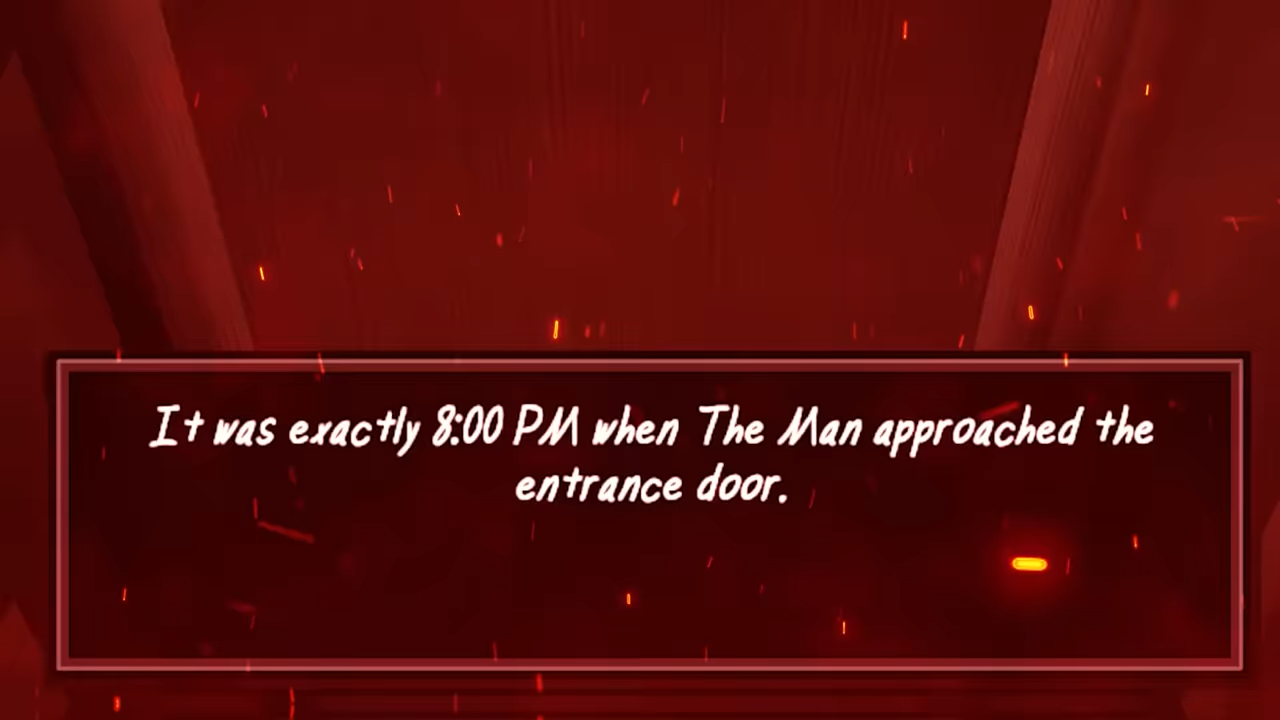 It was exactly 8:00 PM when The Man approached the
entrance door.